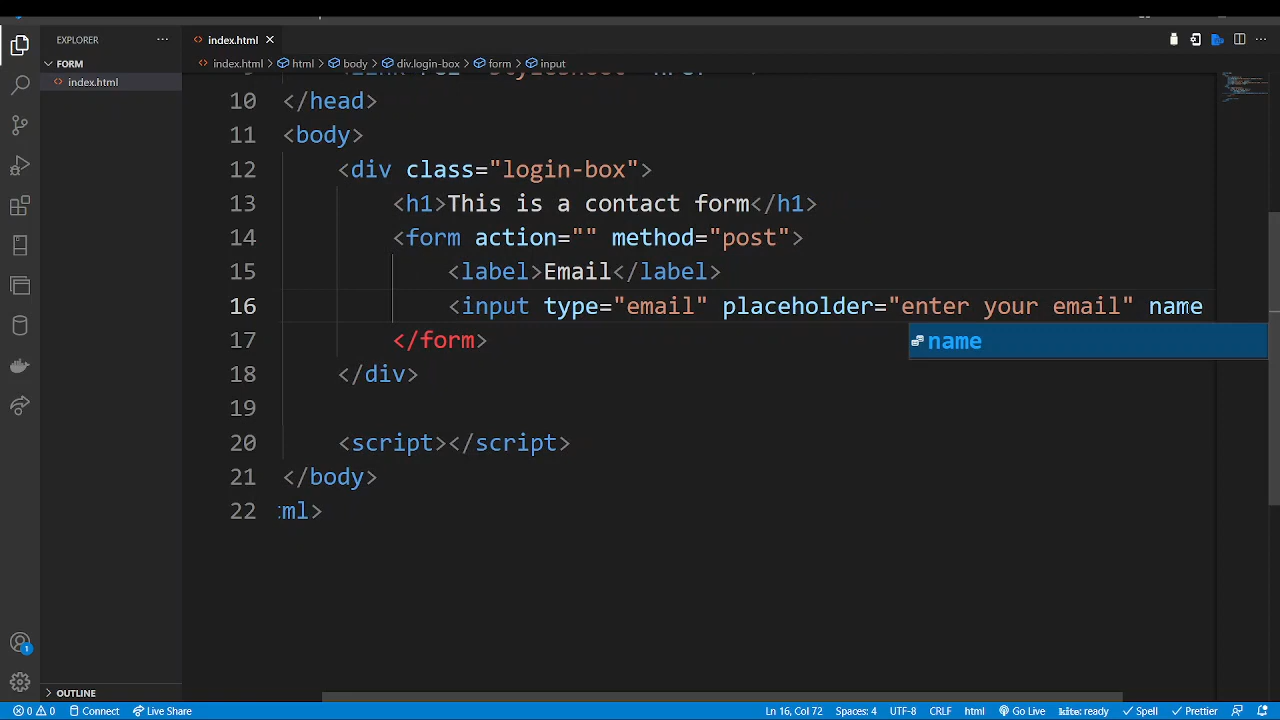 EXPLORER
FORM
index.html
OUTLINE
index.html
index.html > html > body > div.login-box > form > input
10 </head>
11 <body>
12 <div class="login-box">
13 <h1>This is a contact form</h1>
14 <form action="" method="post">
15 <label>Email</label>
16 <input type="email" placeholder="enter your email" name
name
17 </form>
18 </div>
19
20 <script></script>
21 </body>
22 ml>
1
0 0 Connect Live Share Ln 16, Col 72 Spaces: 4 UTF-8 CRLF html Go Live kite: ready Spell Prettier